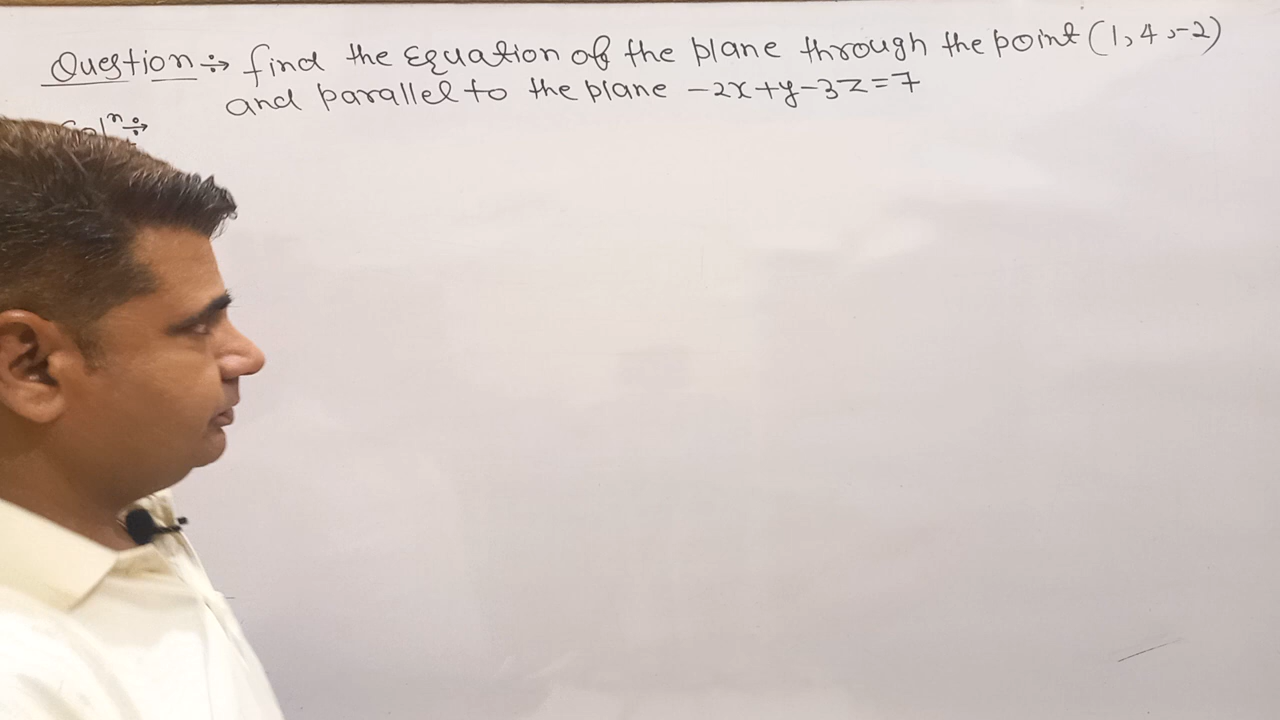 Question÷→ find the Equation of the plane through the point (1,4,-2)
and parallel to the plane -2x+y-3z=7
Solⁿ÷→